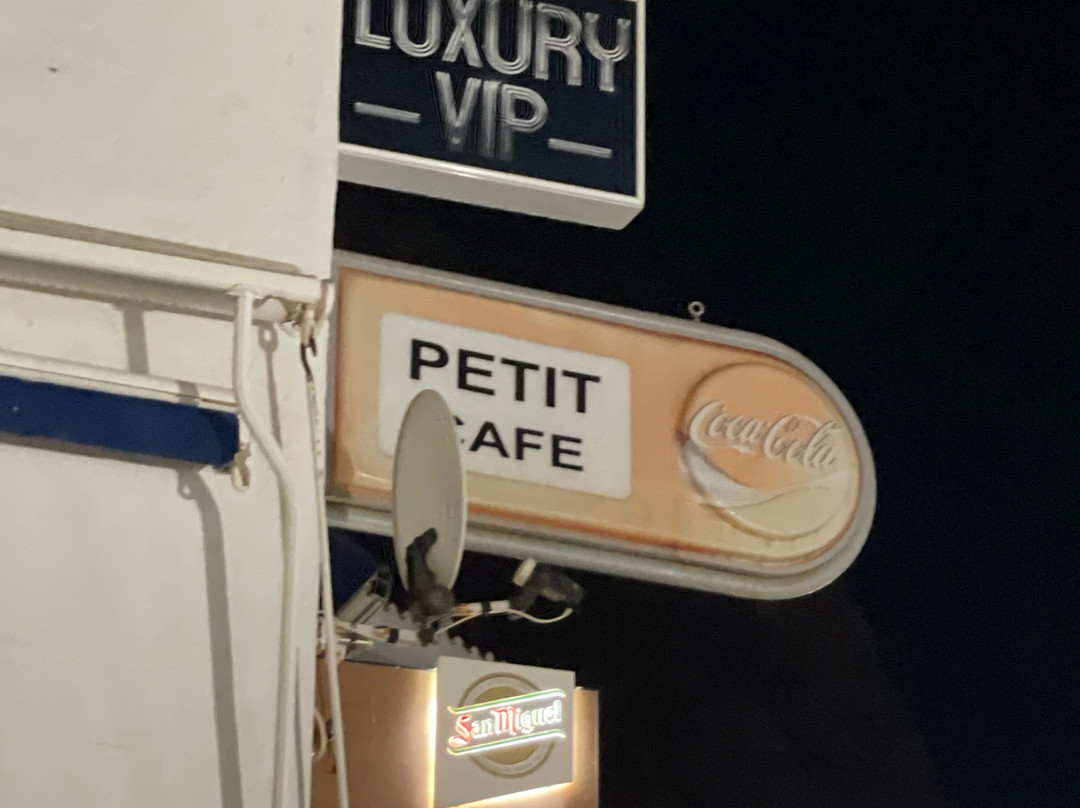 LUXURY
VIP
PETIT
CAFE
Coca-Cola
San Miguel